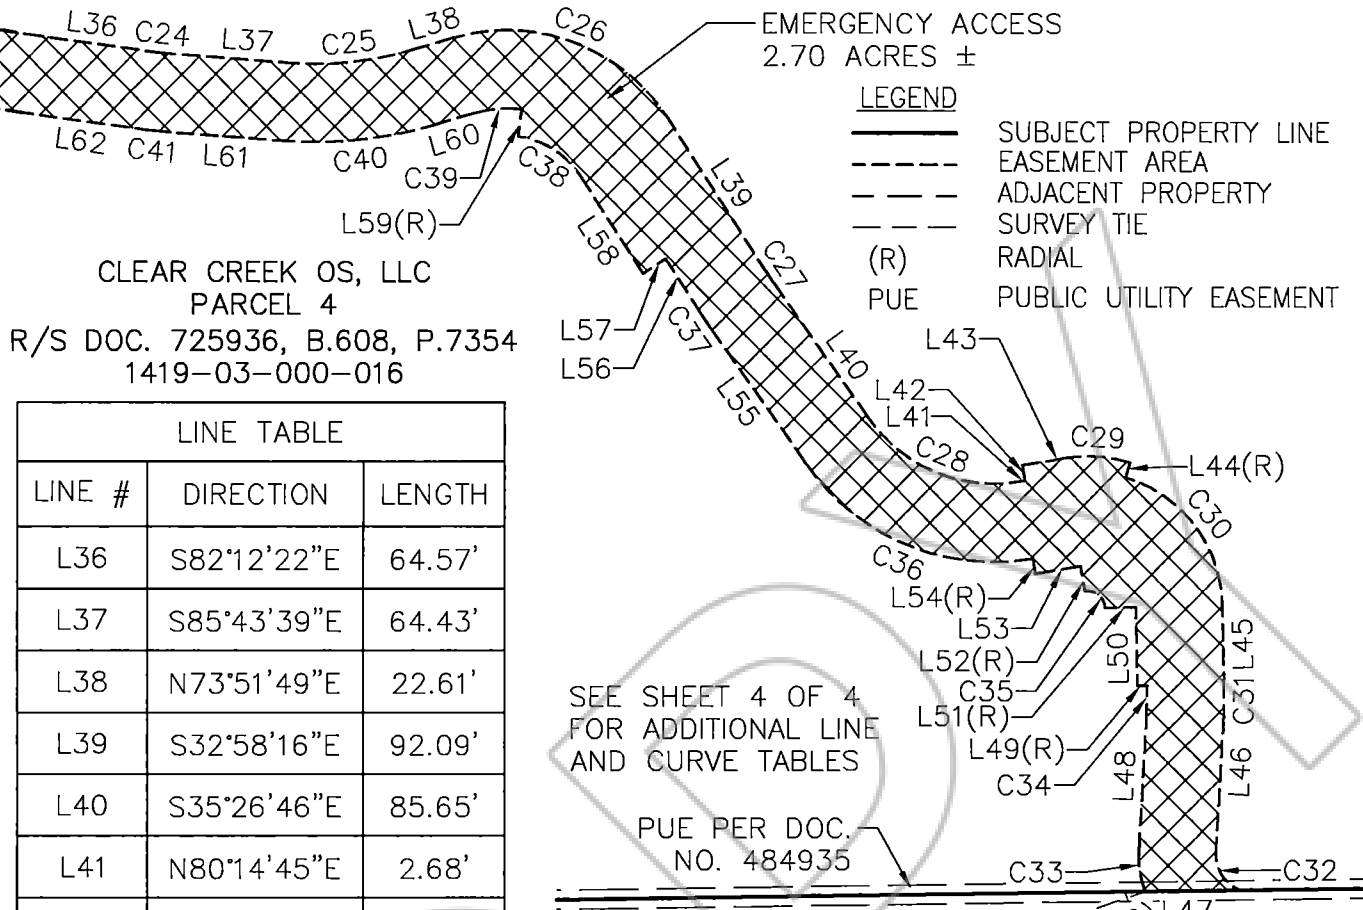 L36
C24
L37
C25
L38
C26
EMERGENCY ACCESS
2.70 ACRES ±
LEGEND
SUBJECT PROPERTY LINE
EASEMENT AREA
ADJACENT PROPERTY
SURVEY TIE
(R) RADIAL
PUE PUBLIC UTILITY EASEMENT
L62
C41
L61
C40
L60
C39
C38
L59(R)
L58
L39
C27
L57
L56
C37
L55
L40
L43
L42
L41
C28
C29
L44(R)
C30
C36
L54(R)
L53
L52(R)
C35
L51(R)
L50
L49(R)
C34
L48
L45
C31
L46
C33
C32
L47
CLEAR CREEK OS, LLC
PARCEL 4
R/S DOC. 725936, B.608, P.7354
1419-03-000-016
LINE TABLE
LINE # DIRECTION LENGTH
L36 S82°12'22"E 64.57'
L37 S85°43'39"E 64.43'
L38 N73°51'49"E 22.61'
L39 S32°58'16"E 92.09'
L40 S35°26'46"E 85.65'
L41 N80°14'45"E 2.68'
SEE SHEET 4 OF 4
FOR ADDITIONAL LINE
AND CURVE TABLES
PUE PER DOC.
NO. 484935